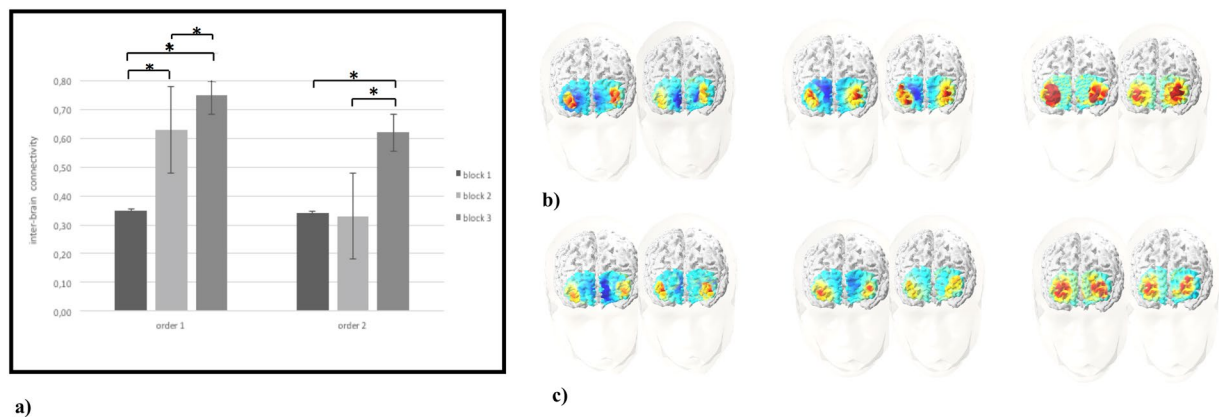 *
*
*
*
*
0,80
0,70
0,60
0,50
0,40
0,30
0,20
0,10
0,00
inter-brain connectivity
order 1
order 2
block 1
block 2
block 3
a)
b)
c)